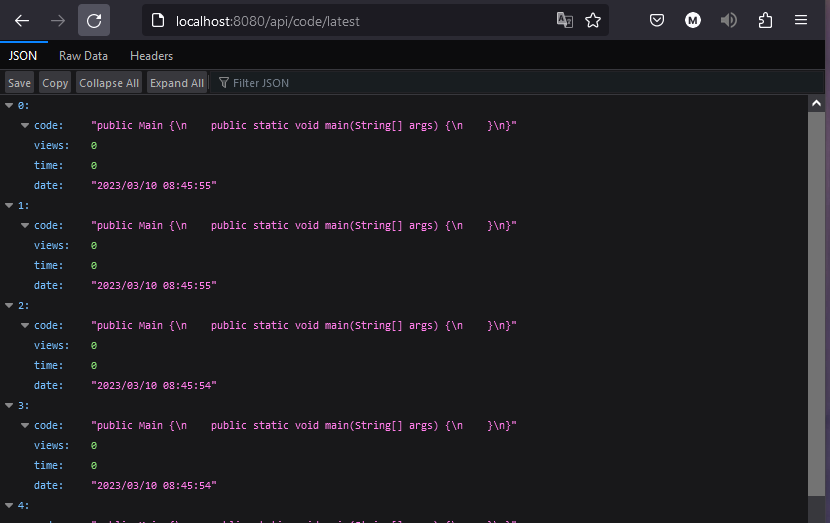 localhost:8080/api/code/latest
M
JSON Raw Data Headers
Save Copy Collapse All Expand All Filter JSON
0:
code: "public Main {\n    public static void main(String[] args) {\n    }\n}"
views: 0
time: 0
date: "2023/03/10 08:45:55"
1:
code: "public Main {\n    public static void main(String[] args) {\n    }\n}"
views: 0
time: 0
date: "2023/03/10 08:45:55"
2:
code: "public Main {\n    public static void main(String[] args) {\n    }\n}"
views: 0
time: 0
date: "2023/03/10 08:45:54"
3:
code: "public Main {\n    public static void main(String[] args) {\n    }\n}"
views: 0
time: 0
date: "2023/03/10 08:45:54"
4: